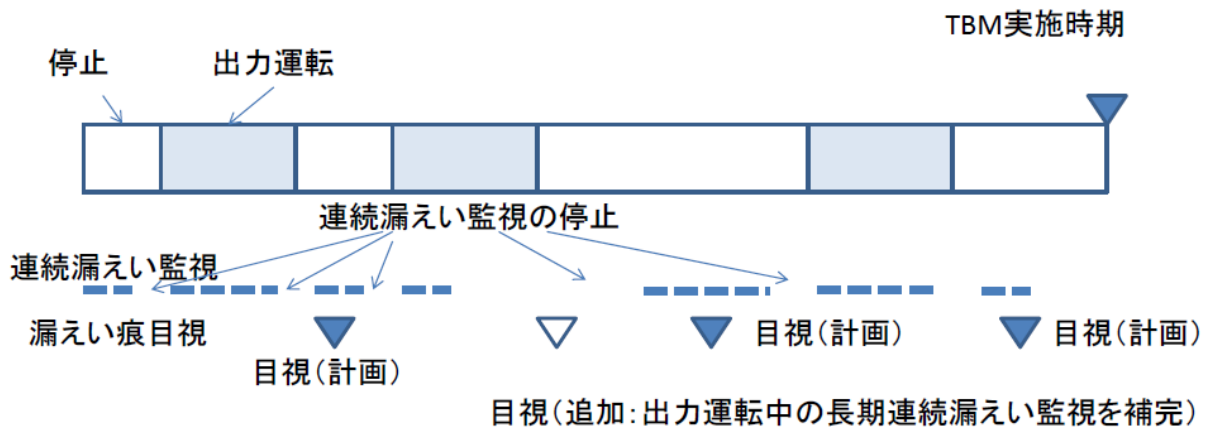 TBM実施時期
停止
出力運転
連続漏えい監視の停止
連続漏えい監視
漏えい痕目視
目視(計画)
目視(計画)
目視(計画)
目視(追加:出力運転中の長期連続漏えい監視を補完)